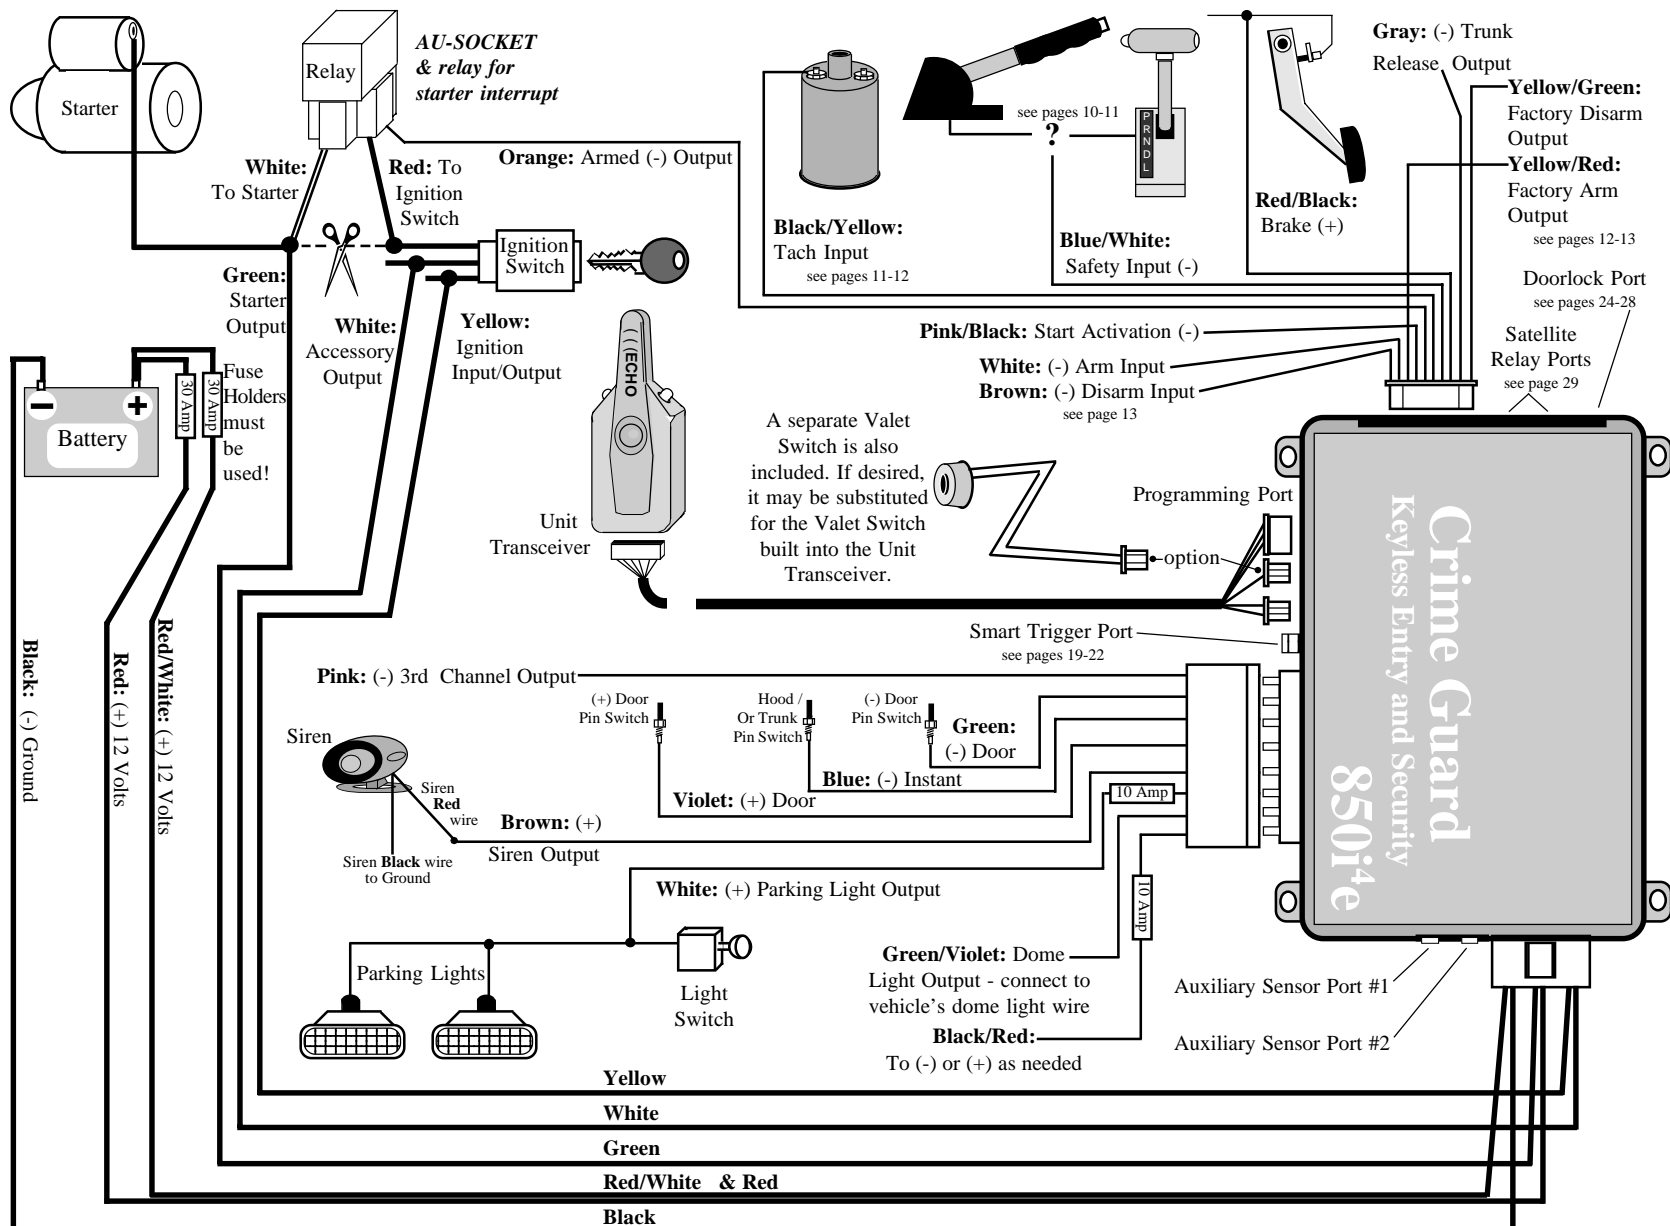 Starter
Relay
AU-SOCKET
& relay for
starter interrupt
White:
To Starter
Red: To
Ignition
Switch
Orange: Armed (-) Output
Black/Yellow:
Tach Input
see pages 11-12
see pages 10-11
?
P
R
N
D
L
Blue/White:
Safety Input (-)
Red/Black:
Brake (+)
Gray: (-) Trunk
Release Output
Yellow/Green:
Factory Disarm
Output
Yellow/Red:
Factory Arm
Output
see pages 12-13
Doorlock Port
see pages 24-28
Satellite
Relay Ports
see page 29
Pink/Black: Start Activation (-)
White: (-) Arm Input
Brown: (-) Disarm Input
see page 13
Ignition
Switch
Green:
Starter
Output
White:
Accessory
Output
Yellow:
Ignition
Input/Output
Battery
30 Amp
30 Amp
Fuse
Holders
must
be
used!
(((ECHO
Unit
Transceiver
A separate Valet
Switch is also
included. If desired,
it may be substituted
for the Valet Switch
built into the Unit
Transceiver.
Programming Port
option
Smart Trigger Port
see pages 19-22
Crime Guard
Keyless Entry and Security
850i4e
Black: (-) Ground
Red: (+) 12 Volts
Red/White: (+) 12 Volts
Pink: (-) 3rd Channel Output
(+) Door
Pin Switch
Hood /
Or Trunk
Pin Switch
(-) Door
Pin Switch
Green:
(-) Door
Blue: (-) Instant
Violet: (+) Door
10 Amp
Siren
Siren
Red
wire
Brown: (+)
Siren Output
Siren Black wire
to Ground
White: (+) Parking Light Output
10 Amp
Parking Lights
Light
Switch
Green/Violet: Dome
Light Output - connect to
vehicle's dome light wire
Black/Red:
To (-) or (+) as needed
Auxiliary Sensor Port #1
Auxiliary Sensor Port #2
Yellow
White
Green
Red/White & Red
Black